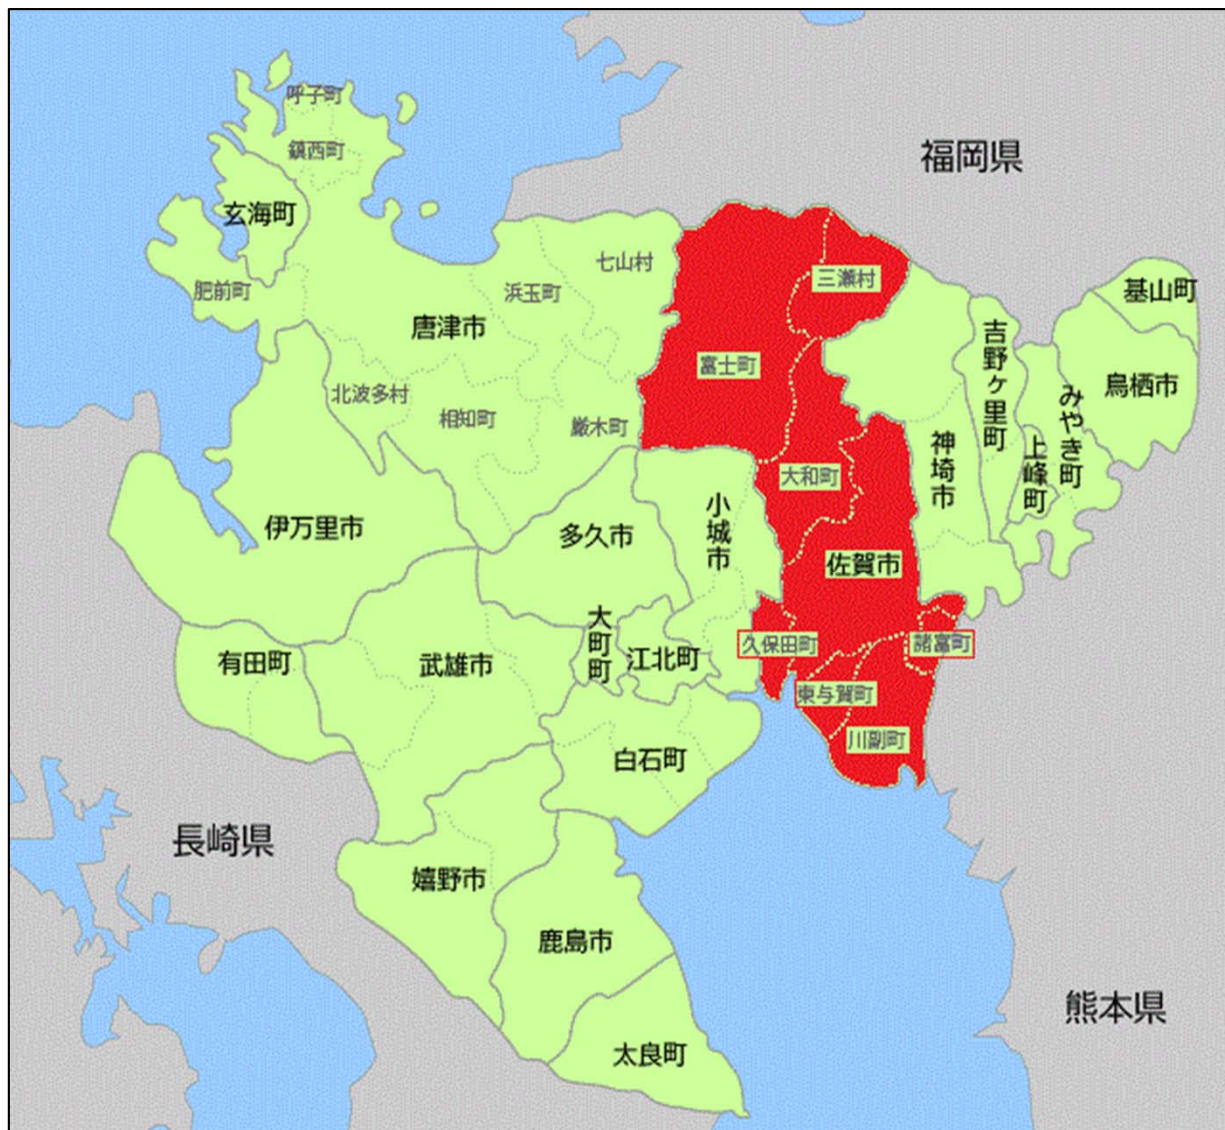 呼子町
鎮西町
福岡県
玄海町
七山村
三瀬村
肥前町
浜玉町
基山町
唐津市
吉野ヶ里町
富士町
鳥栖市
北波多村
相知町
厳木町
みやき町
神埼市
上峰町
大和町
小城市
伊万里市
多久市
佐賀市
大町町
久保田町
諸富町
有田町
武雄市
江北町
東与賀町
川副町
白石町
長崎県
嬉野市
鹿島市
熊本県
太良町